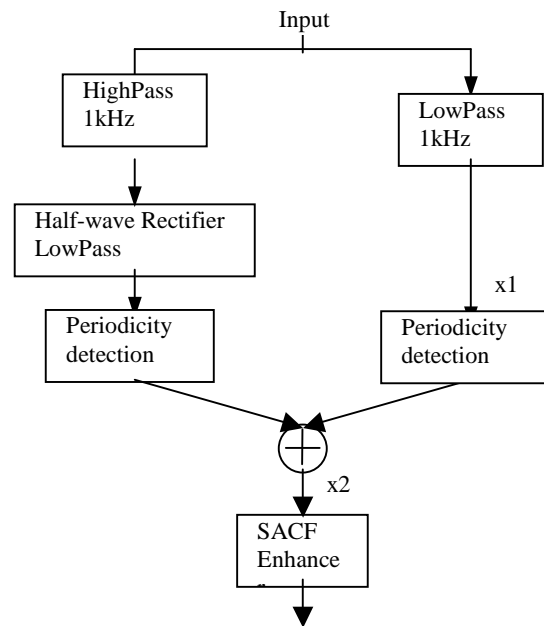 Input
HighPass
1kHz
LowPass
1kHz
Half-wave Rectifier
LowPass
x1
Periodicity
detection
Periodicity
detection
x2
SACF
Enhance